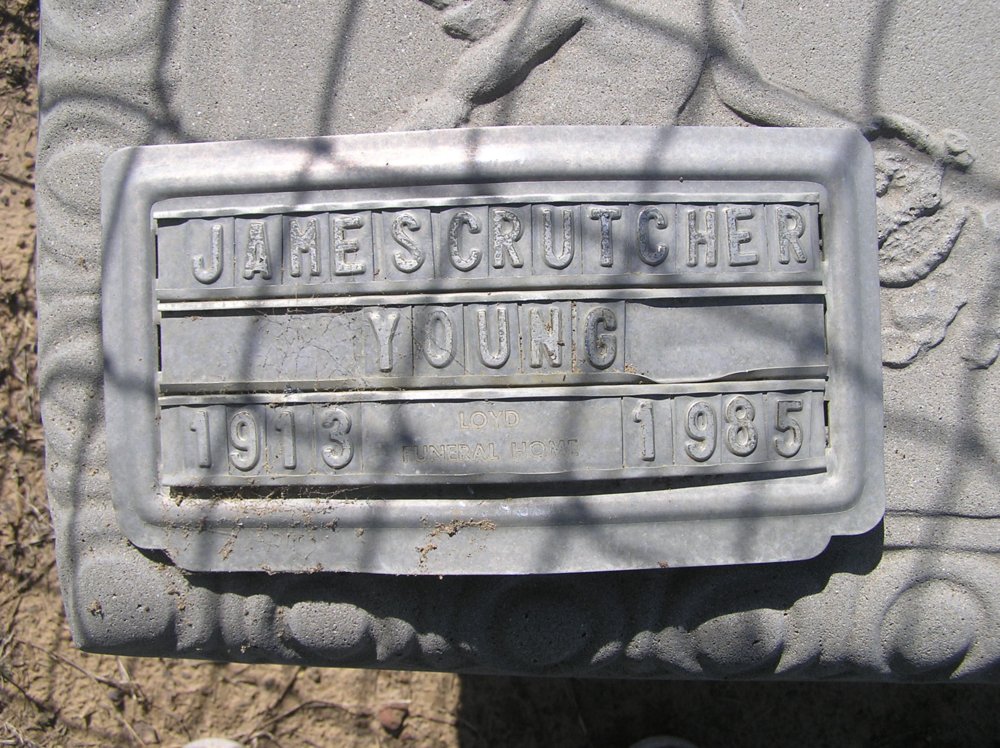 JAMESCRUTCHER
YOUNG
1913 LOYD 1985
FUNERAL HOME